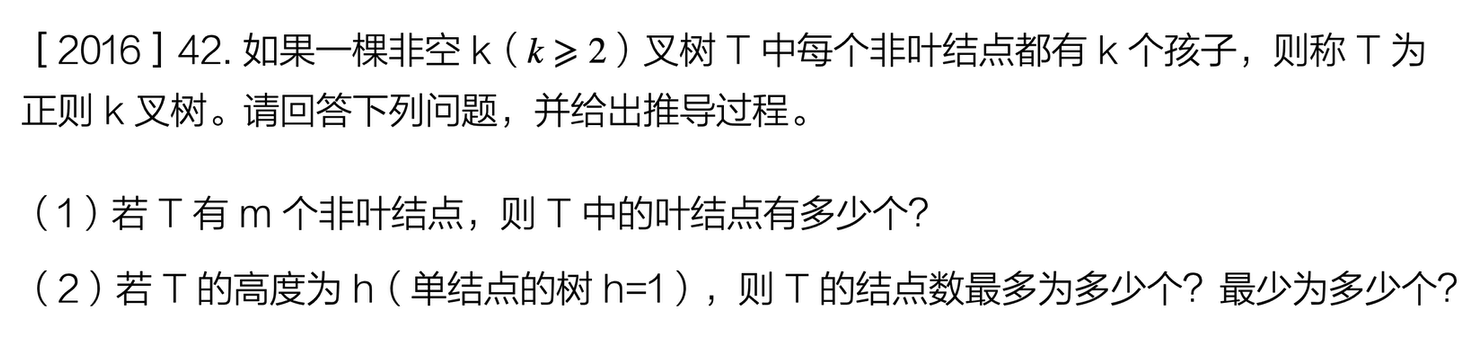 ［2016］42. 如果一棵非空 k（k⩾2）叉树 T 中每个非叶结点都有 k 个孩子，则称 T 为
正则 k 叉树。请回答下列问题，并给出推导过程。
（1）若 T 有 m 个非叶结点，则 T 中的叶结点有多少个？
（2）若 T 的高度为 h（单结点的树 h=1），则 T 的结点数最多为多少个？最少为多少个？